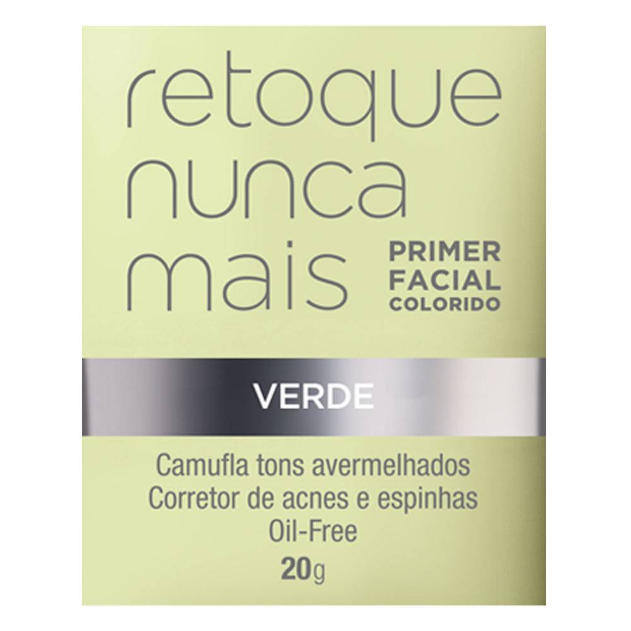 retoque
nunca
mais
PRIMER
FACIAL
COLORIDO
VERDE
Camufla tons avermelhados
Corretor de acnes e espinhas
Oil-Free
20g